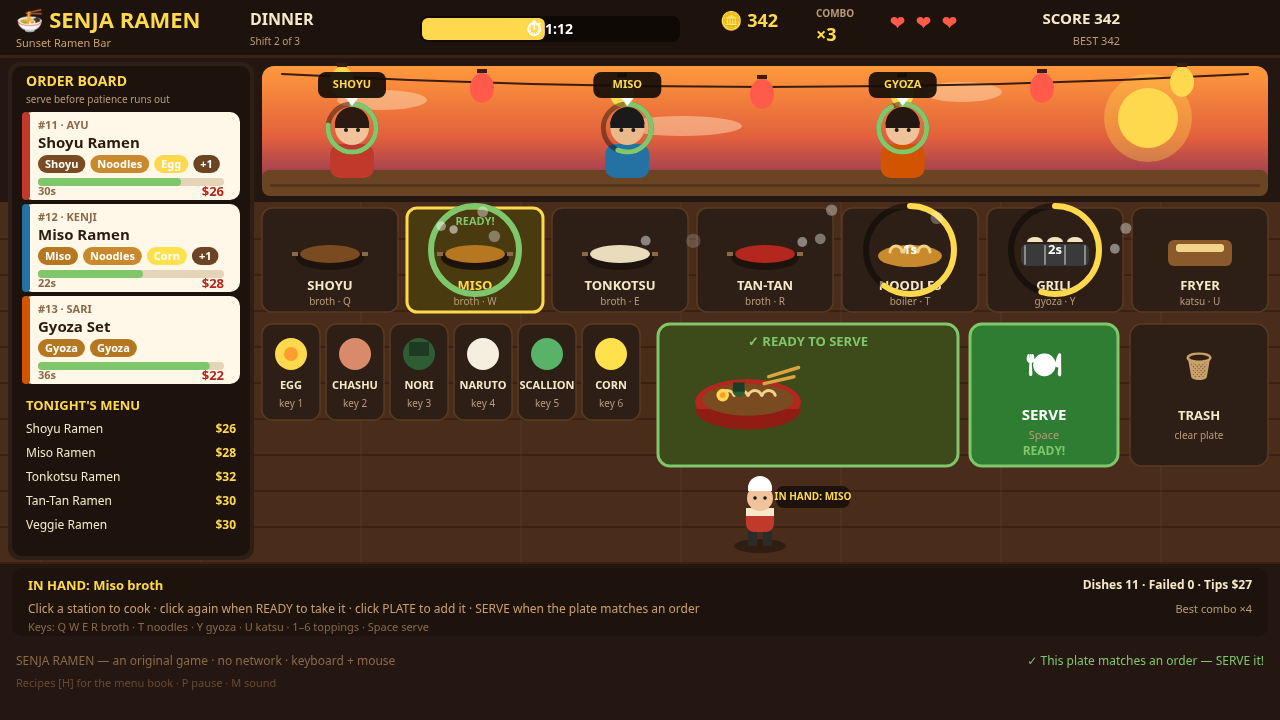 🍜 SENJA RAMEN
Sunset Ramen Bar
DINNER
Shift 2 of 3
⏱ 1:12
🪙 342
COMBO
×3
❤ ❤ ❤
SCORE 342
BEST 342
ORDER BOARD
serve before patience runs out
#11 · AYU
Shoyu Ramen
Shoyu Noodles Egg +1
30s $26
#12 · KENJI
Miso Ramen
Miso Noodles Corn +1
22s $28
#13 · SARI
Gyoza Set
Gyoza Gyoza
36s $22
TONIGHT'S MENU
Shoyu Ramen $26
Miso Ramen $28
Tonkotsu Ramen $32
Tan-Tan Ramen $30
Veggie Ramen $30
SHOYU
MISO
GYOZA
SHOYU
broth · Q
READY!
MISO
broth · W
TONKOTSU
broth · E
TAN-TAN
broth · R
1s
NOODLES
boiler · T
2s
GRILL
gyoza · Y
FRYER
katsu · U
EGG
key 1
CHASHU
key 2
NORI
key 3
NARUTO
key 4
SCALLION
key 5
CORN
key 6
✓ READY TO SERVE
🍽
SERVE
Space
READY!
TRASH
clear plate
IN HAND: MISO
IN HAND: Miso broth
Click a station to cook · click again when READY to take it · click PLATE to add it · SERVE when the plate matches an order
Keys: Q W E R broth · T noodles · Y gyoza · U katsu · 1–6 toppings · Space serve
Dishes 11 · Failed 0 · Tips $27
Best combo ×4
SENJA RAMEN — an original game · no network · keyboard + mouse
✓ This plate matches an order — SERVE it!
Recipes [H] for the menu book · P pause · M sound